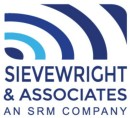 SIEVEWRIGHT
& ASSOCIATES
AN SRM COMPANY